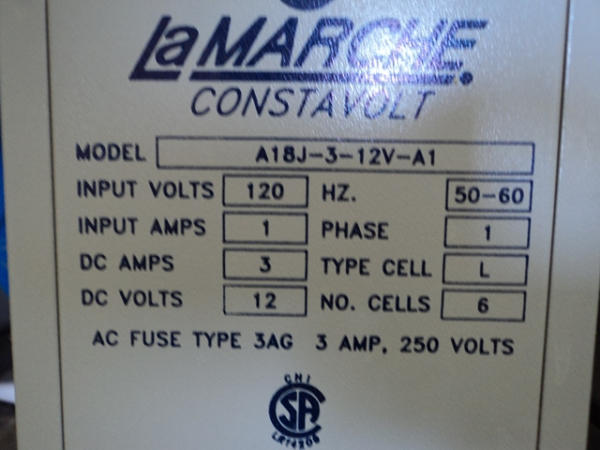 LaMARCHE
CONSTAVOLT
MODEL A18J-3-12V-A1
INPUT VOLTS 120 HZ. 50-60
INPUT AMPS 1 PHASE 1
DC AMPS 3 TYPE CELL L
DC VOLTS 12 NO. CELLS 6
AC FUSE TYPE 3AG 3 AMP, 250 VOLTS
SA